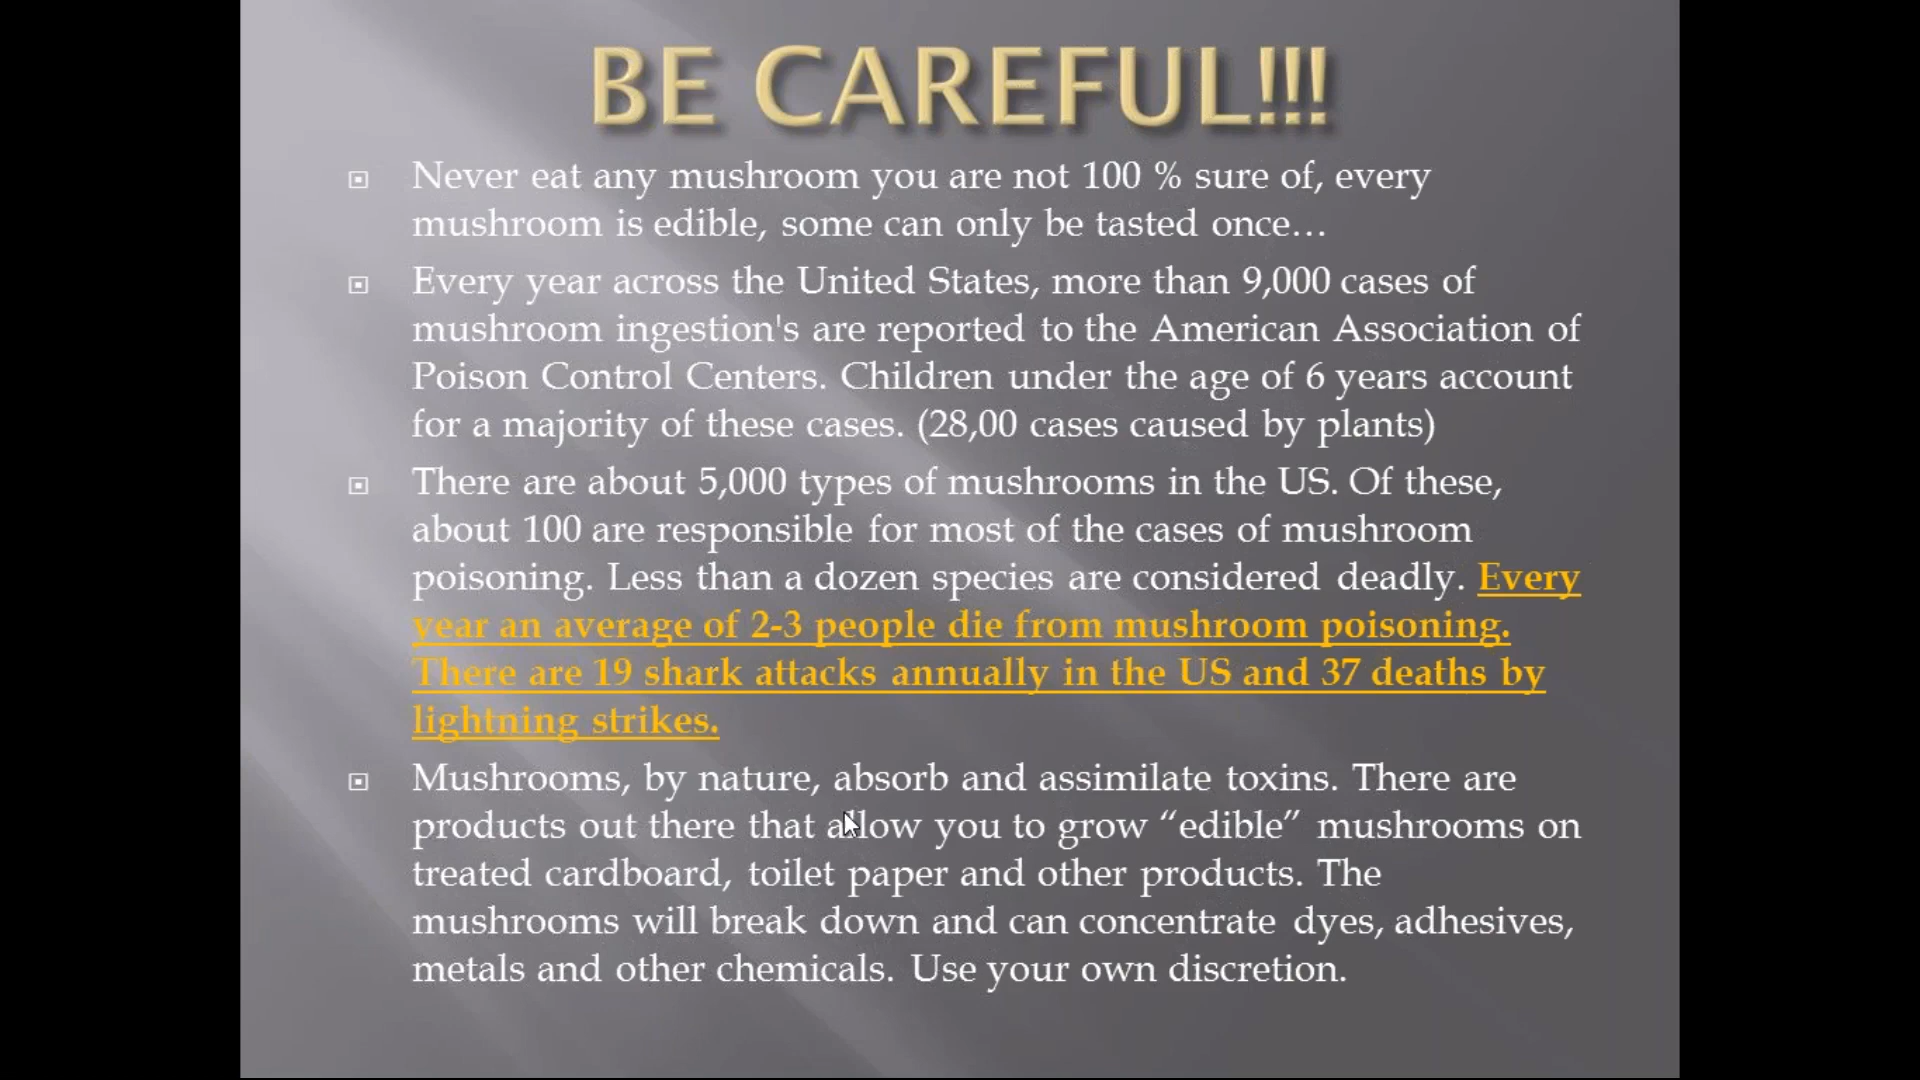 BE CAREFUL!!!
Never eat any mushroom you are not 100 % sure of, every
mushroom is edible, some can only be tasted once…
Every year across the United States, more than 9,000 cases of
mushroom ingestion's are reported to the American Association of
Poison Control Centers. Children under the age of 6 years account
for a majority of these cases. (28,00 cases caused by plants)
There are about 5,000 types of mushrooms in the US. Of these,
about 100 are responsible for most of the cases of mushroom
poisoning. Less than a dozen species are considered deadly. Every
year an average of 2-3 people die from mushroom poisoning.
There are 19 shark attacks annually in the US and 37 deaths by
lightning strikes.
Mushrooms, by nature, absorb and assimilate toxins. There are
products out there that allow you to grow “edible” mushrooms on
treated cardboard, toilet paper and other products. The
mushrooms will break down and can concentrate dyes, adhesives,
metals and other chemicals. Use your own discretion.